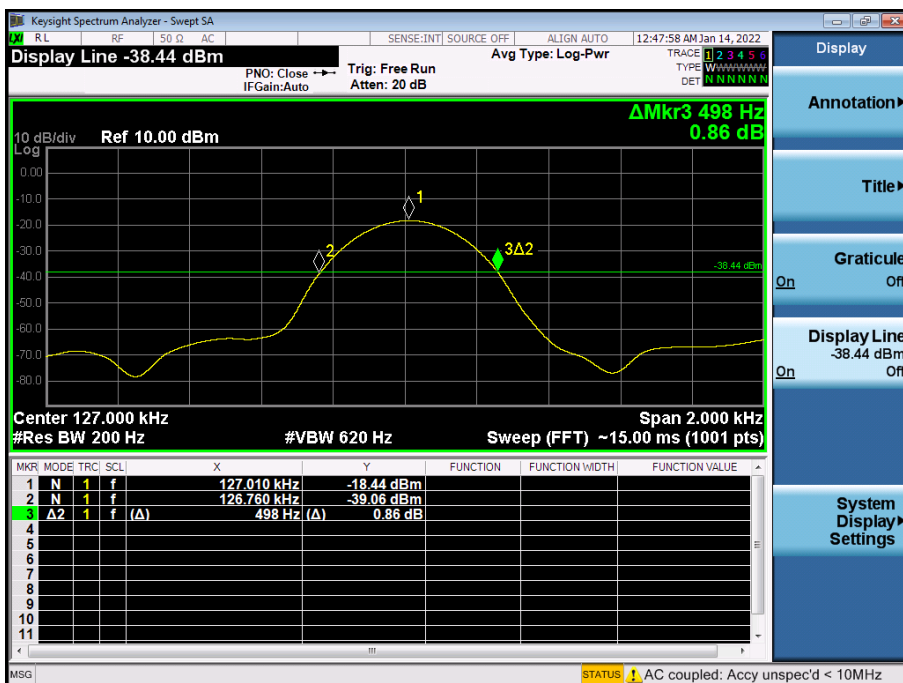 Keysight Spectrum Analyzer - Swept SA
LXI RL RF 50 Ω AC SENSE:INT SOURCE OFF ALIGN AUTO 12:47:58 AM Jan 14, 2022
Display Line -38.44 dBm
PNO: Close
IFGain:Auto
Trig: Free Run
Atten: 20 dB
Avg Type: Log-Pwr
TRACE 1 2 3 4 5 6
TYPE WWWWWW
DET N N N N N N
ΔMkr3 498 Hz
0.86 dB
10 dB/div Ref 10.00 dBm
Log
0.00
-10.0
-20.0
-30.0
-40.0
-50.0
-60.0
-70.0
-80.0
1
2
3Δ2
-38.44 dBm
Center 127.000 kHz Span 2.000 kHz
#Res BW 200 Hz #VBW 620 Hz Sweep (FFT) ~15.00 ms (1001 pts)
MKR MODE TRC SCL X Y FUNCTION FUNCTION WIDTH FUNCTION VALUE
1 N 1 f 127.010 kHz -18.44 dBm
2 N 1 f 126.760 kHz -39.06 dBm
3 Δ2 1 f (Δ) 498 Hz (Δ) 0.86 dB
4
5
6
7
8
9
10
11
MSG STATUS AC coupled: Accy unspec'd < 10MHz
Display
Annotation
Title
Graticule
On Off
Display Line
-38.44 dBm
On Off
System
Display
Settings